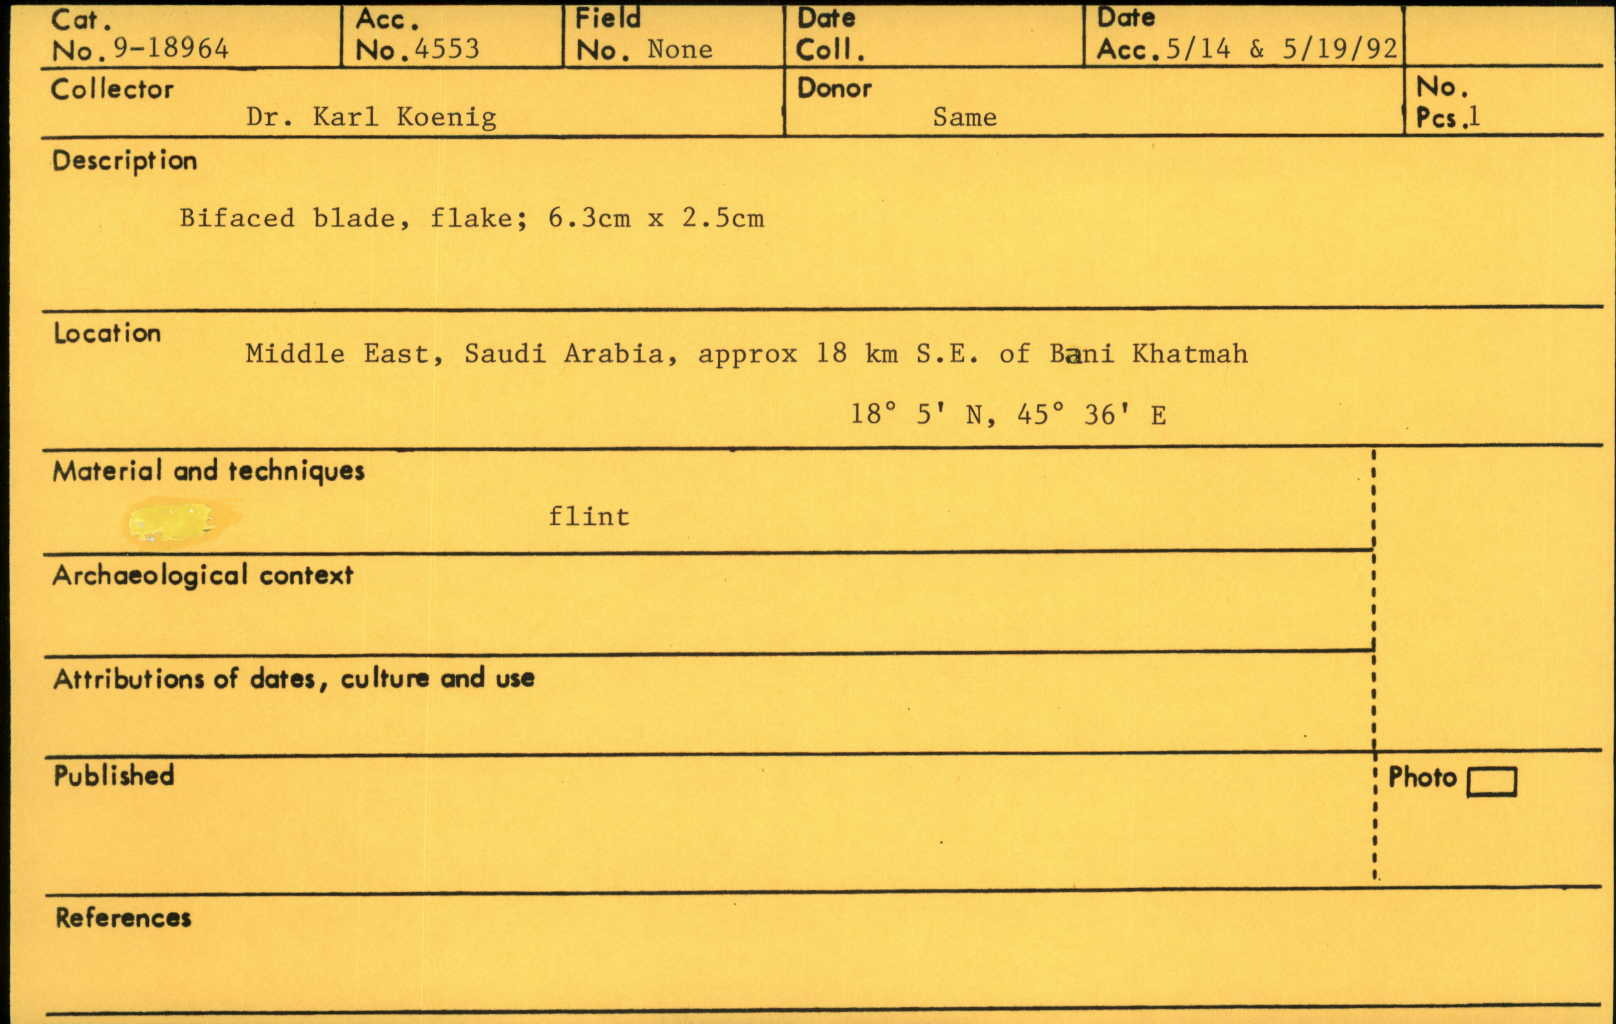 Cat. No. 9-18964
Acc. No. 4553
Field No. None
Date Coll.
Date Acc. 5/14 & 5/19/92
Collector
Dr. Karl Koenig
Donor
Same
No. Pcs. 1
Description
Bifaced blade, flake; 6.3cm x 2.5cm
Location
Middle East, Saudi Arabia, approx 18 km S.E. of Bani Khatmah
18° 5' N, 45° 36' E
Material and techniques
flint
Archaeological context
Attributions of dates, culture and use
Published
Photo
References